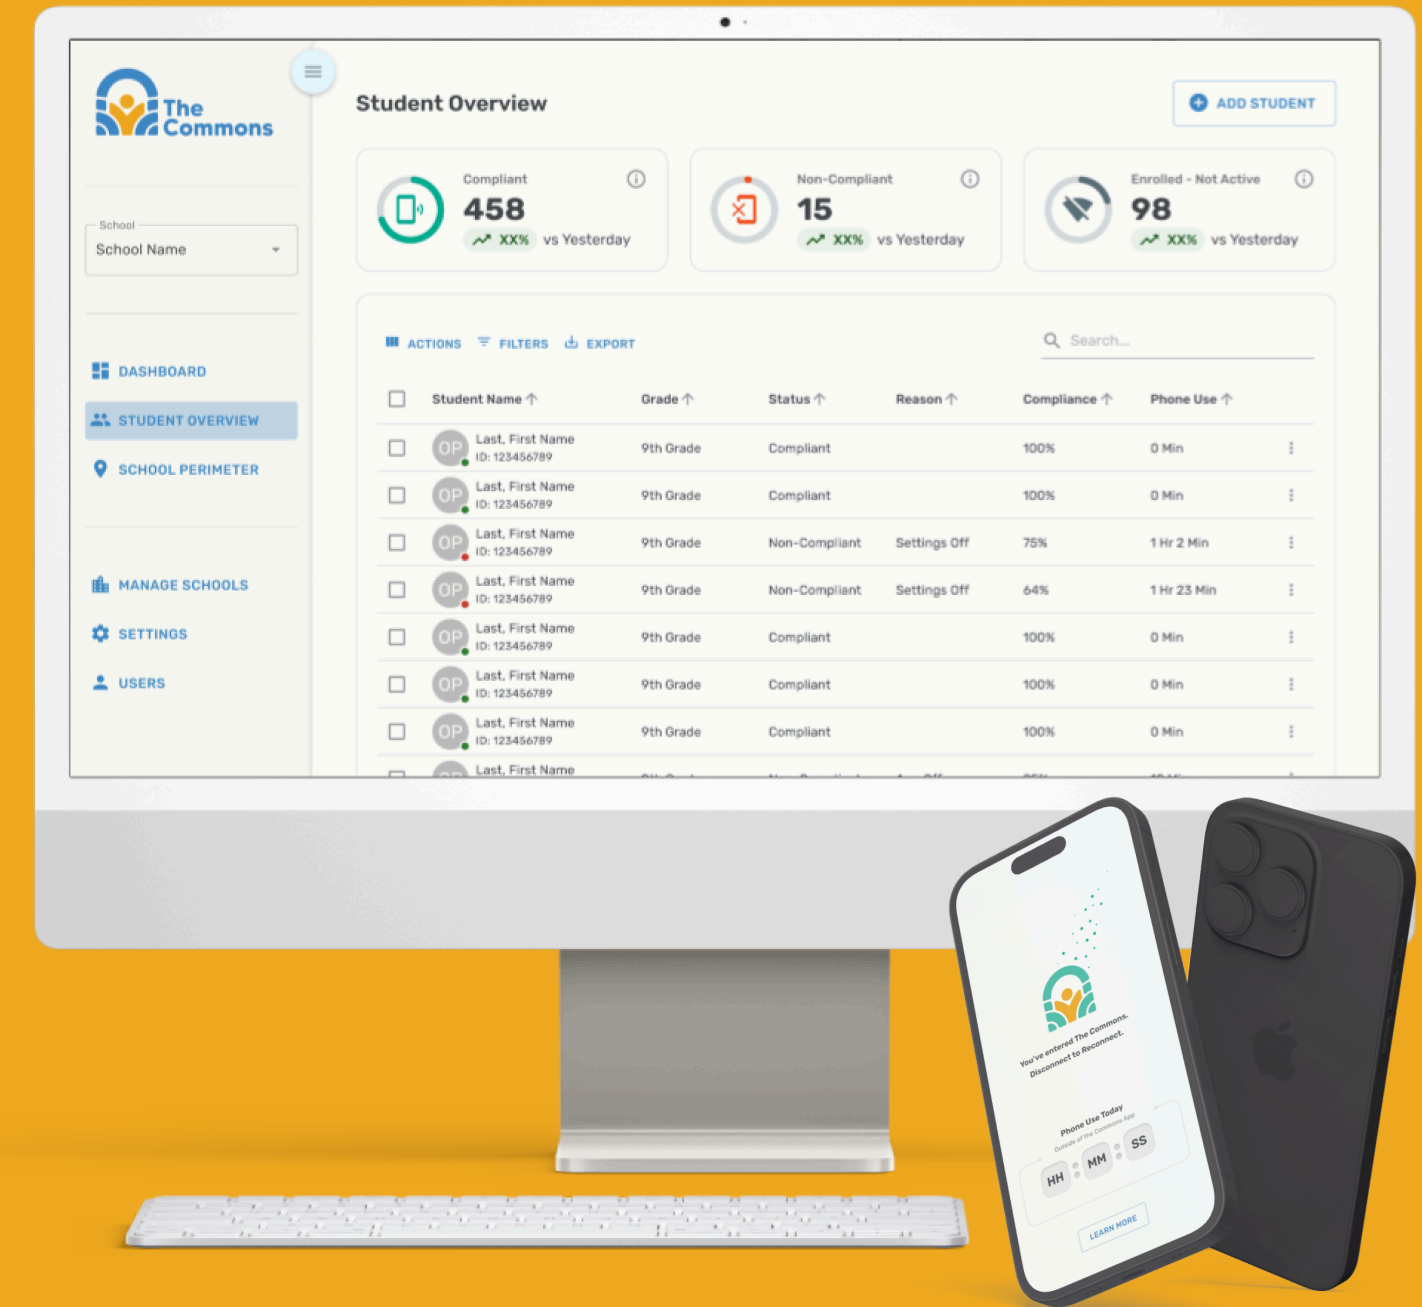 The
Commons
School
School Name
DASHBOARD
STUDENT OVERVIEW
SCHOOL PERIMETER
MANAGE SCHOOLS
SETTINGS
USERS
Student Overview
ADD STUDENT
Compliant
458
XX% vs Yesterday
Non-Compliant
15
XX% vs Yesterday
Enrolled - Not Active
98
XX% vs Yesterday
ACTIONS FILTERS EXPORT
Search...
Student Name Grade Status Reason Compliance Phone Use
OP Last, First Name 9th Grade Compliant 100% 0 Min
ID: 123456789
OP Last, First Name 9th Grade Compliant 100% 0 Min
ID: 123456789
OP Last, First Name 9th Grade Non-Compliant Settings Off 75% 1 Hr 2 Min
ID: 123456789
OP Last, First Name 9th Grade Non-Compliant Settings Off 64% 1 Hr 23 Min
ID: 123456789
OP Last, First Name 9th Grade Compliant 100% 0 Min
ID: 123456789
OP Last, First Name 9th Grade Compliant 100% 0 Min
ID: 123456789
OP Last, First Name 9th Grade Compliant 100% 0 Min
ID: 123456789
Last, First Name
You've entered The Commons.
Disconnect to Reconnect.
Phone Use Today
Outside of the Commons App
HH : MM : SS
LEARN MORE